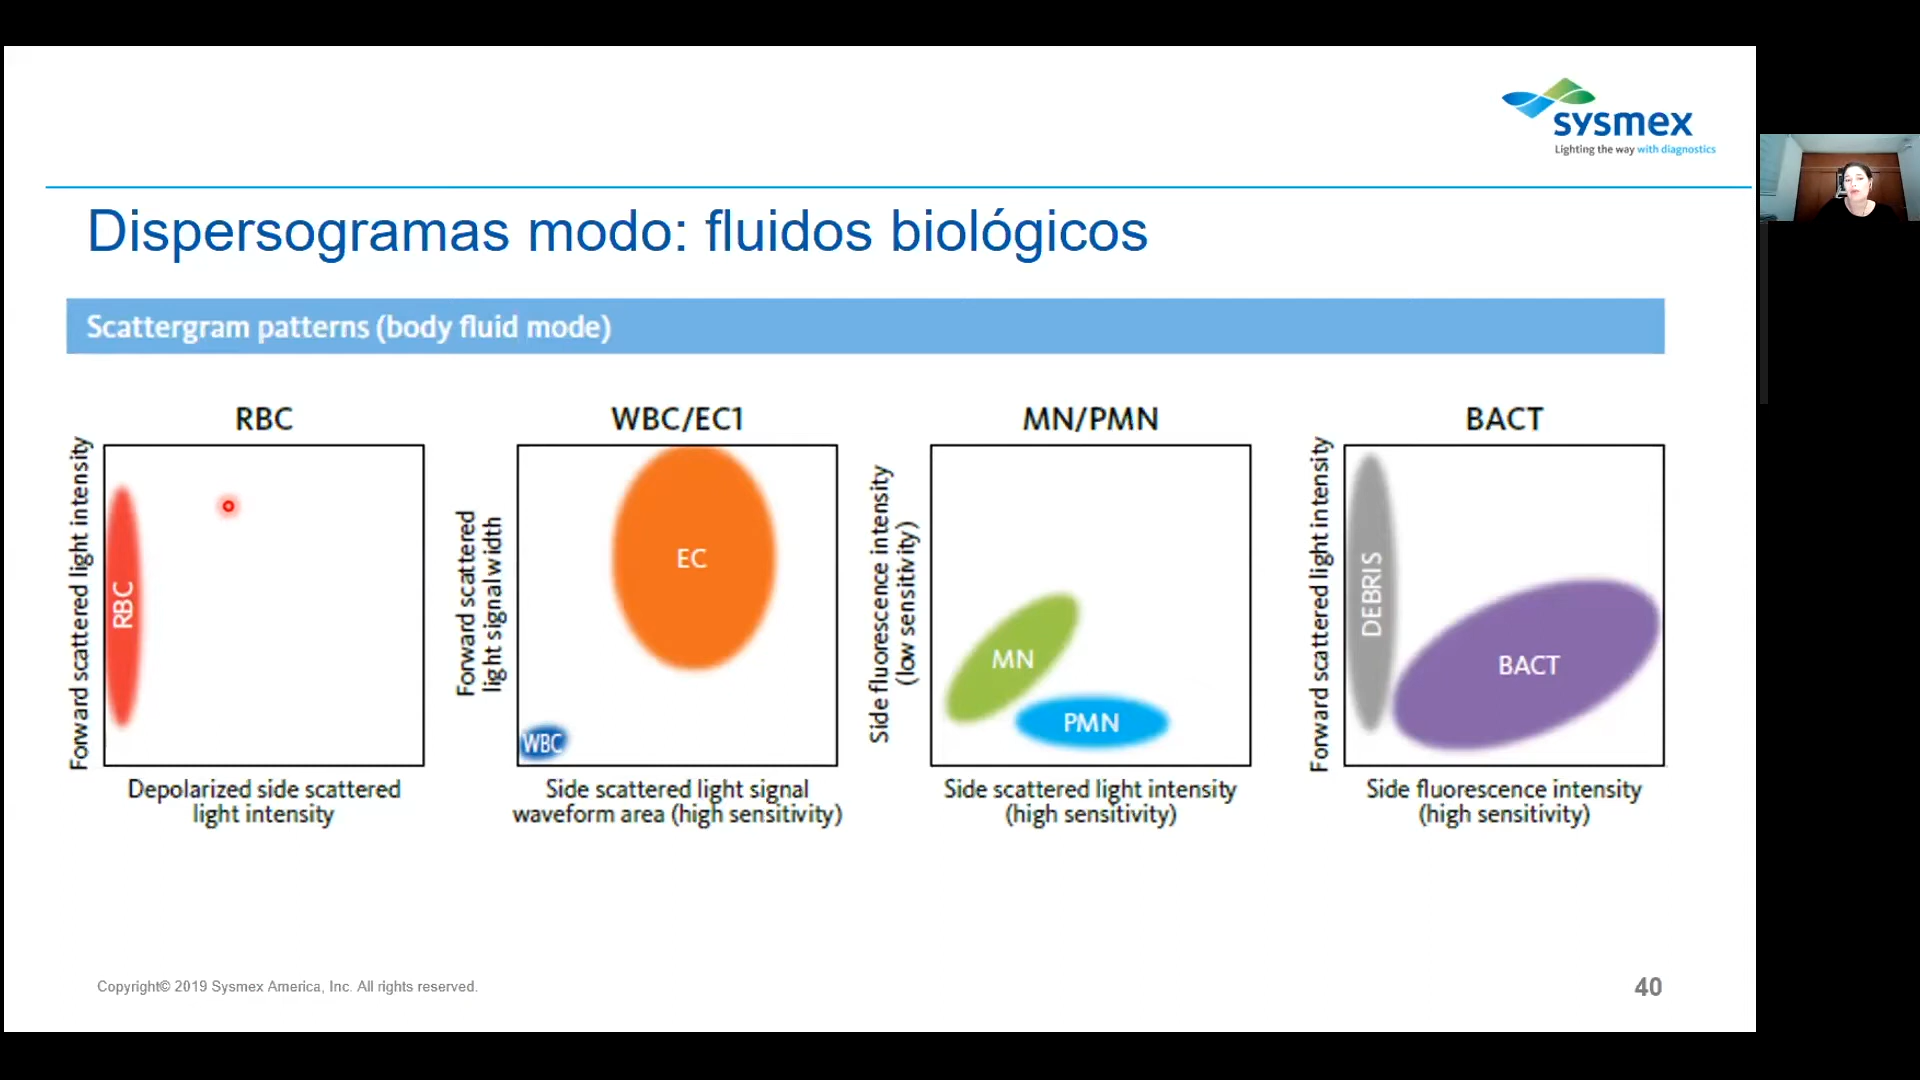 sysmex
Lighting the way with diagnostics
Dispersogramas modo: fluidos biológicos
Scattergram patterns (body fluid mode)
RBC
Forward scattered light intensity
RBC
Depolarized side scattered
light intensity
WBC/EC1
Forward scattered
light signal width
EC
WBC
Side scattered light signal
waveform area (high sensitivity)
MN/PMN
Side fluorescence intensity
(low sensitivity)
MN
PMN
Side scattered light intensity
(high sensitivity)
BACT
Forward scattered light intensity
DEBRIS
BACT
Side fluorescence intensity
(high sensitivity)
Copyright© 2019 Sysmex America, Inc. All rights reserved.
40